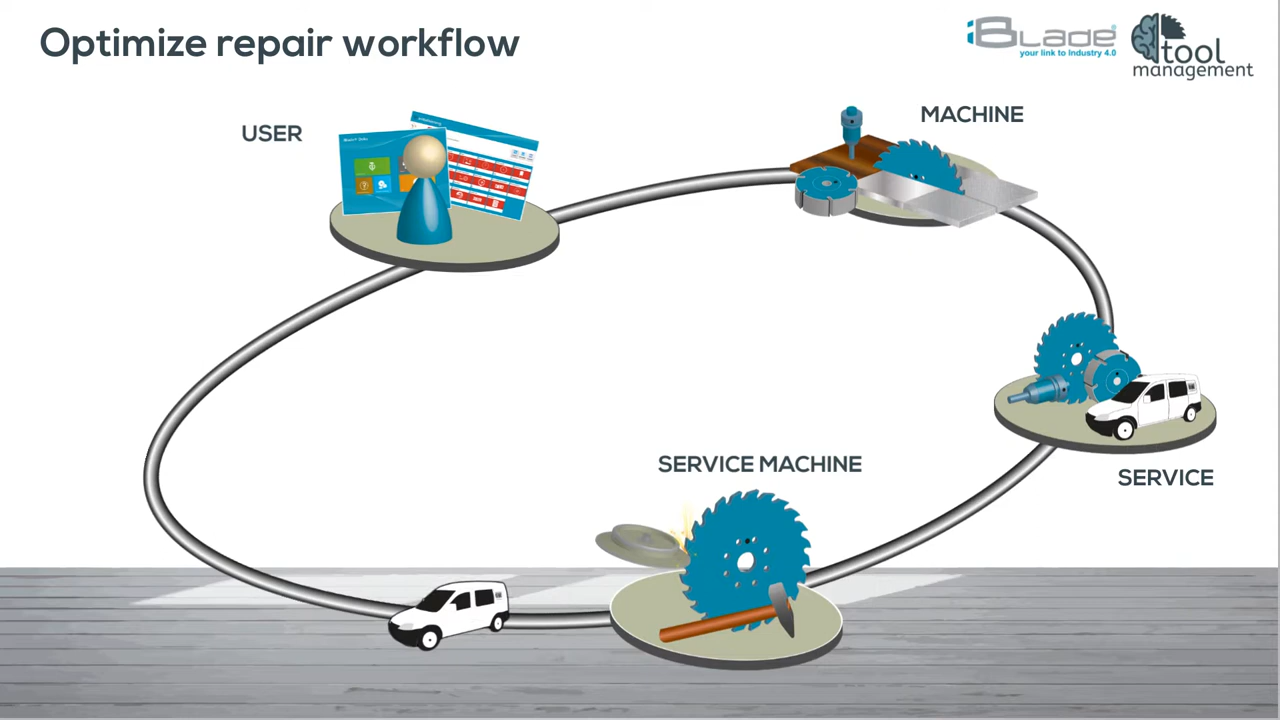 Optimize repair workflow
iBlade®
your link to Industry 4.0
tool
management
USER
MACHINE
SERVICE MACHINE
SERVICE